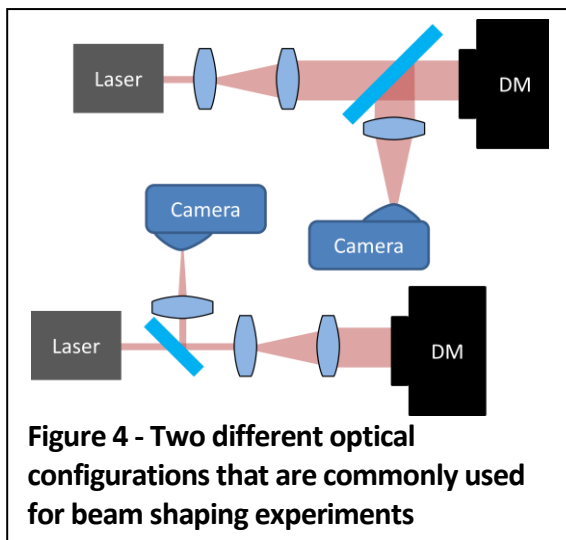 Laser
DM
Camera
Camera
Laser
DM
Figure 4 - Two different optical
configurations that are commonly used
for beam shaping experiments